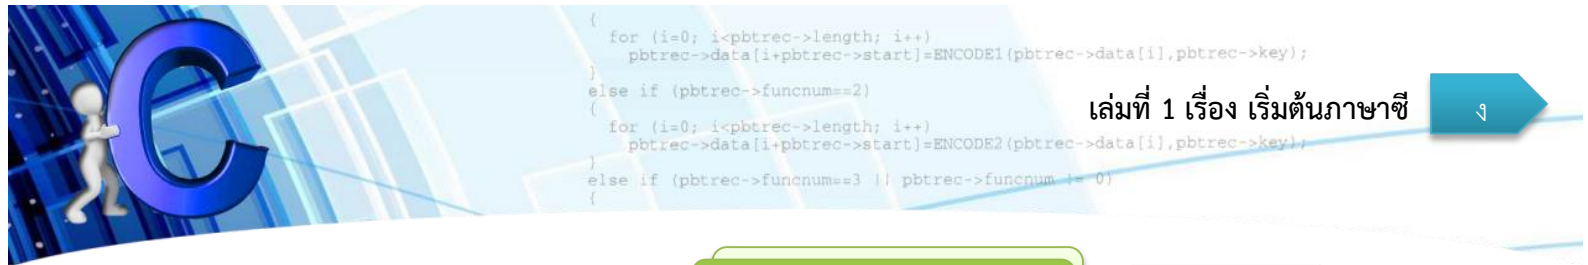 {
for (i=0; i<pbtrec->length; i++)
pbtrec->data[i+pbtrec->start]=ENCODE1(pbtrec->data[i],pbtrec->key);
}
else if (pbtrec->funcnum==2)
{
for (i=0; i<pbtrec->length; i++)
pbtrec->data[i+pbtrec->start]=ENCODE2(pbtrec->data[i],pbtrec->key);
}
else if (pbtrec->funcnum==3 || pbtrec->funcnum != 0)
{
เล่มที่ 1 เรื่อง เริ่มต้นภาษาซี
ง
C